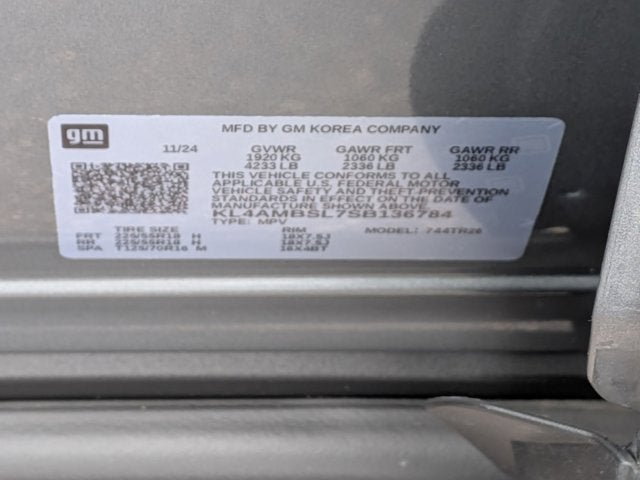 gm
MFD BY GM KOREA COMPANY
11/24 GVWR GAWR FRT GAWR RR
1920 KG 1060 KG 1060 KG
4233 LB 2336 LB 2336 LB
THIS VEHICLE CONFORMS TO ALL
APPLICABLE U.S. FEDERAL MOTOR
VEHICLE SAFETY AND THEFT PREVENTION
STANDARDS IN EFFECT ON THE DATE OF
MANUFACTURE SHOWN ABOVE
KL4AMBSL7SB136784
TYPE: MPV MODEL: 744TR26
TIRE SIZE RIM
FRT 225/55R18 H 18X7.5J
RR 225/55R18 H 18X7.5J
SPA T125/70R16 M 16X4BT